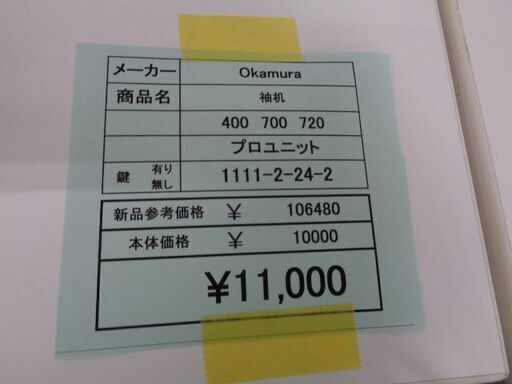 メーカー Okamura
商品名 袖机
400 700 720
プロユニット
鍵 有り 無し 1111-2-24-2
新品参考価格 ¥ 106480
本体価格 ¥ 10000
¥11,000